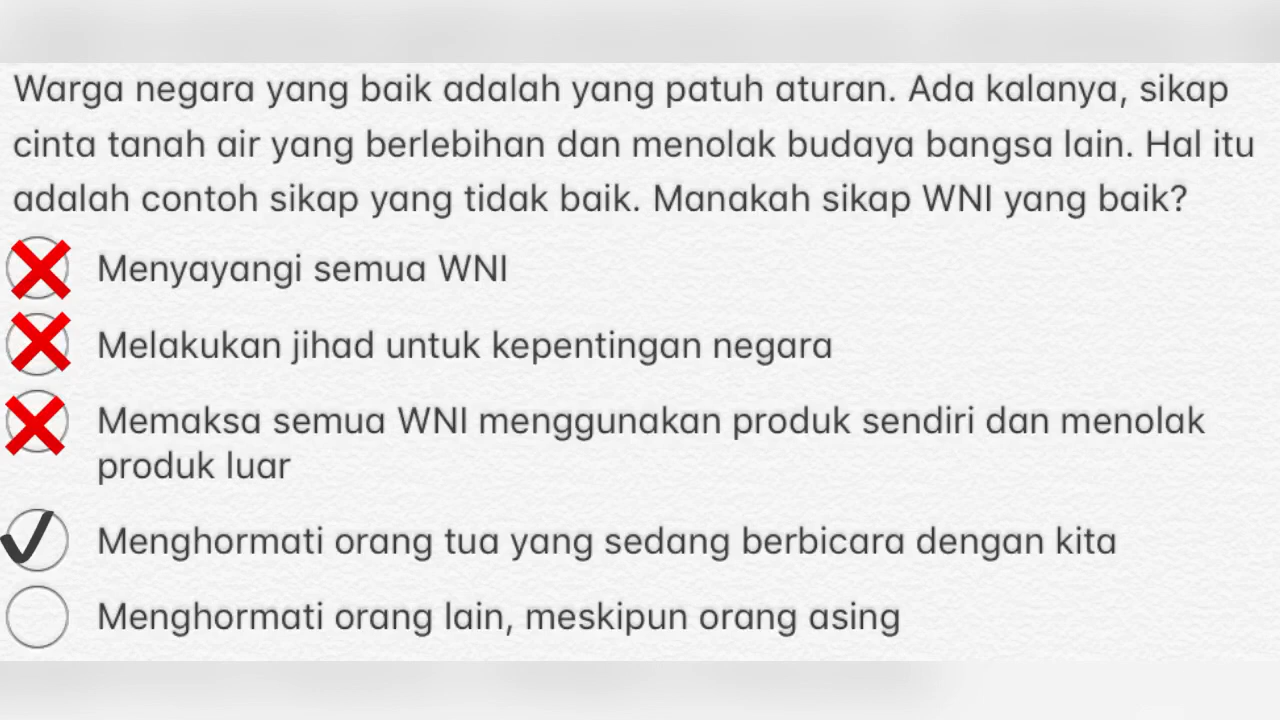 Warga negara yang baik adalah yang patuh aturan. Ada kalanya, sikap
cinta tanah air yang berlebihan dan menolak budaya bangsa lain. Hal itu
adalah contoh sikap yang tidak baik. Manakah sikap WNI yang baik?
Menyayangi semua WNI
Melakukan jihad untuk kepentingan negara
Memaksa semua WNI menggunakan produk sendiri dan menolak
produk luar
Menghormati orang tua yang sedang berbicara dengan kita
Menghormati orang lain, meskipun orang asing